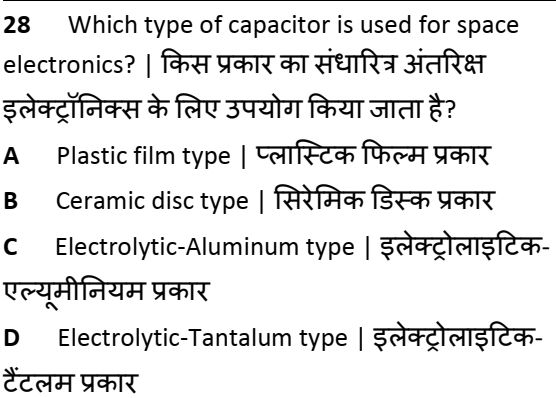 28 Which type of capacitor is used for space
electronics? | किस प्रकार का संधारित्र अंतरिक्ष
इलेक्ट्रॉनिक्स के लिए उपयोग किया जाता है?
A Plastic film type | प्लास्टिक फिल्म प्रकार
B Ceramic disc type | सिरेमिक डिस्क प्रकार
C Electrolytic-Aluminum type | इलेक्ट्रोलाइटिक-
एल्यूमीनियम प्रकार
D Electrolytic-Tantalum type | इलेक्ट्रोलाइटिक-
टैंटलम प्रकार